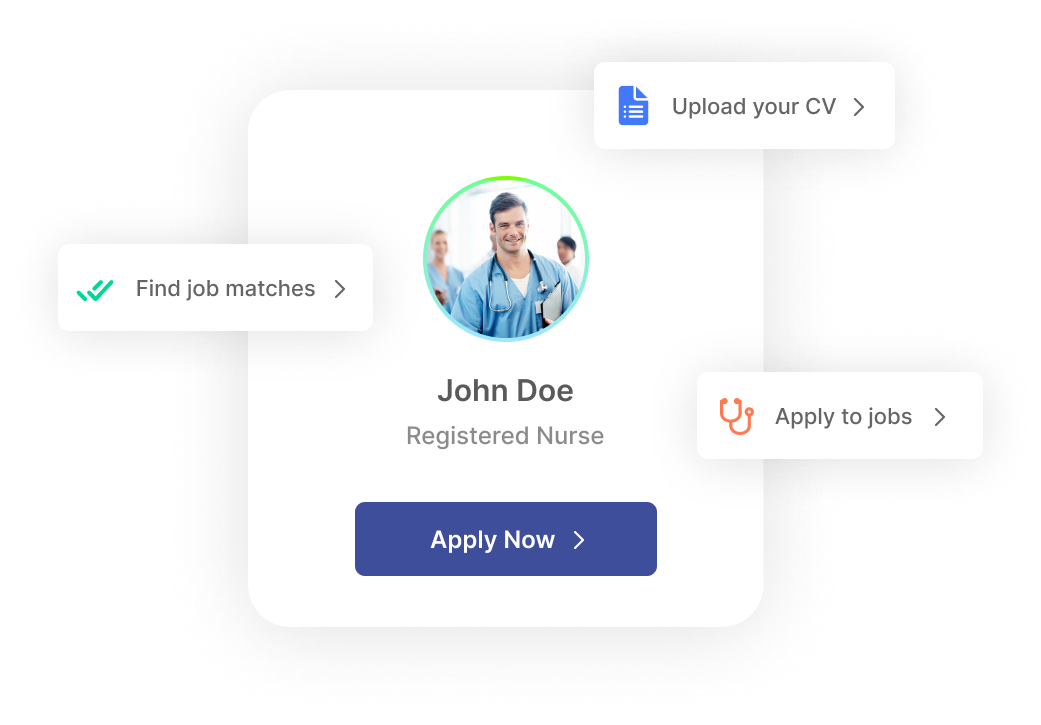 Upload your CV
Find job matches
John Doe
Registered Nurse
Apply to jobs
Apply Now